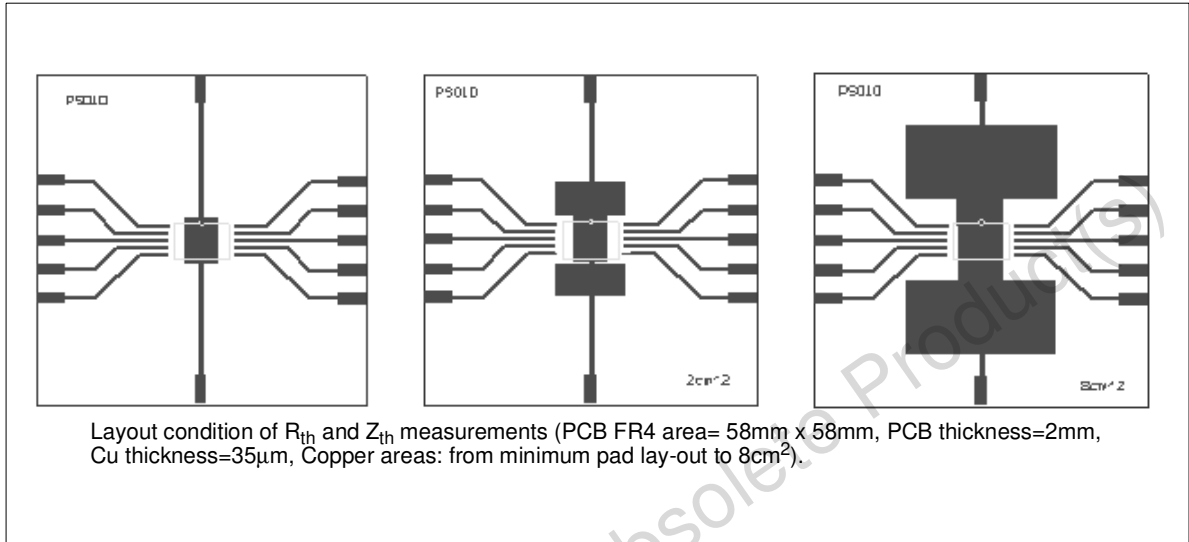 PSO10
PSO10
PSO10
2cm^2
8cm^2
Layout condition of Rth and Zth measurements (PCB FR4 area= 58mm x 58mm, PCB thickness=2mm,
Cu thickness=35μm, Copper areas: from minimum pad lay-out to 8cm²).
bsolete Product(s)